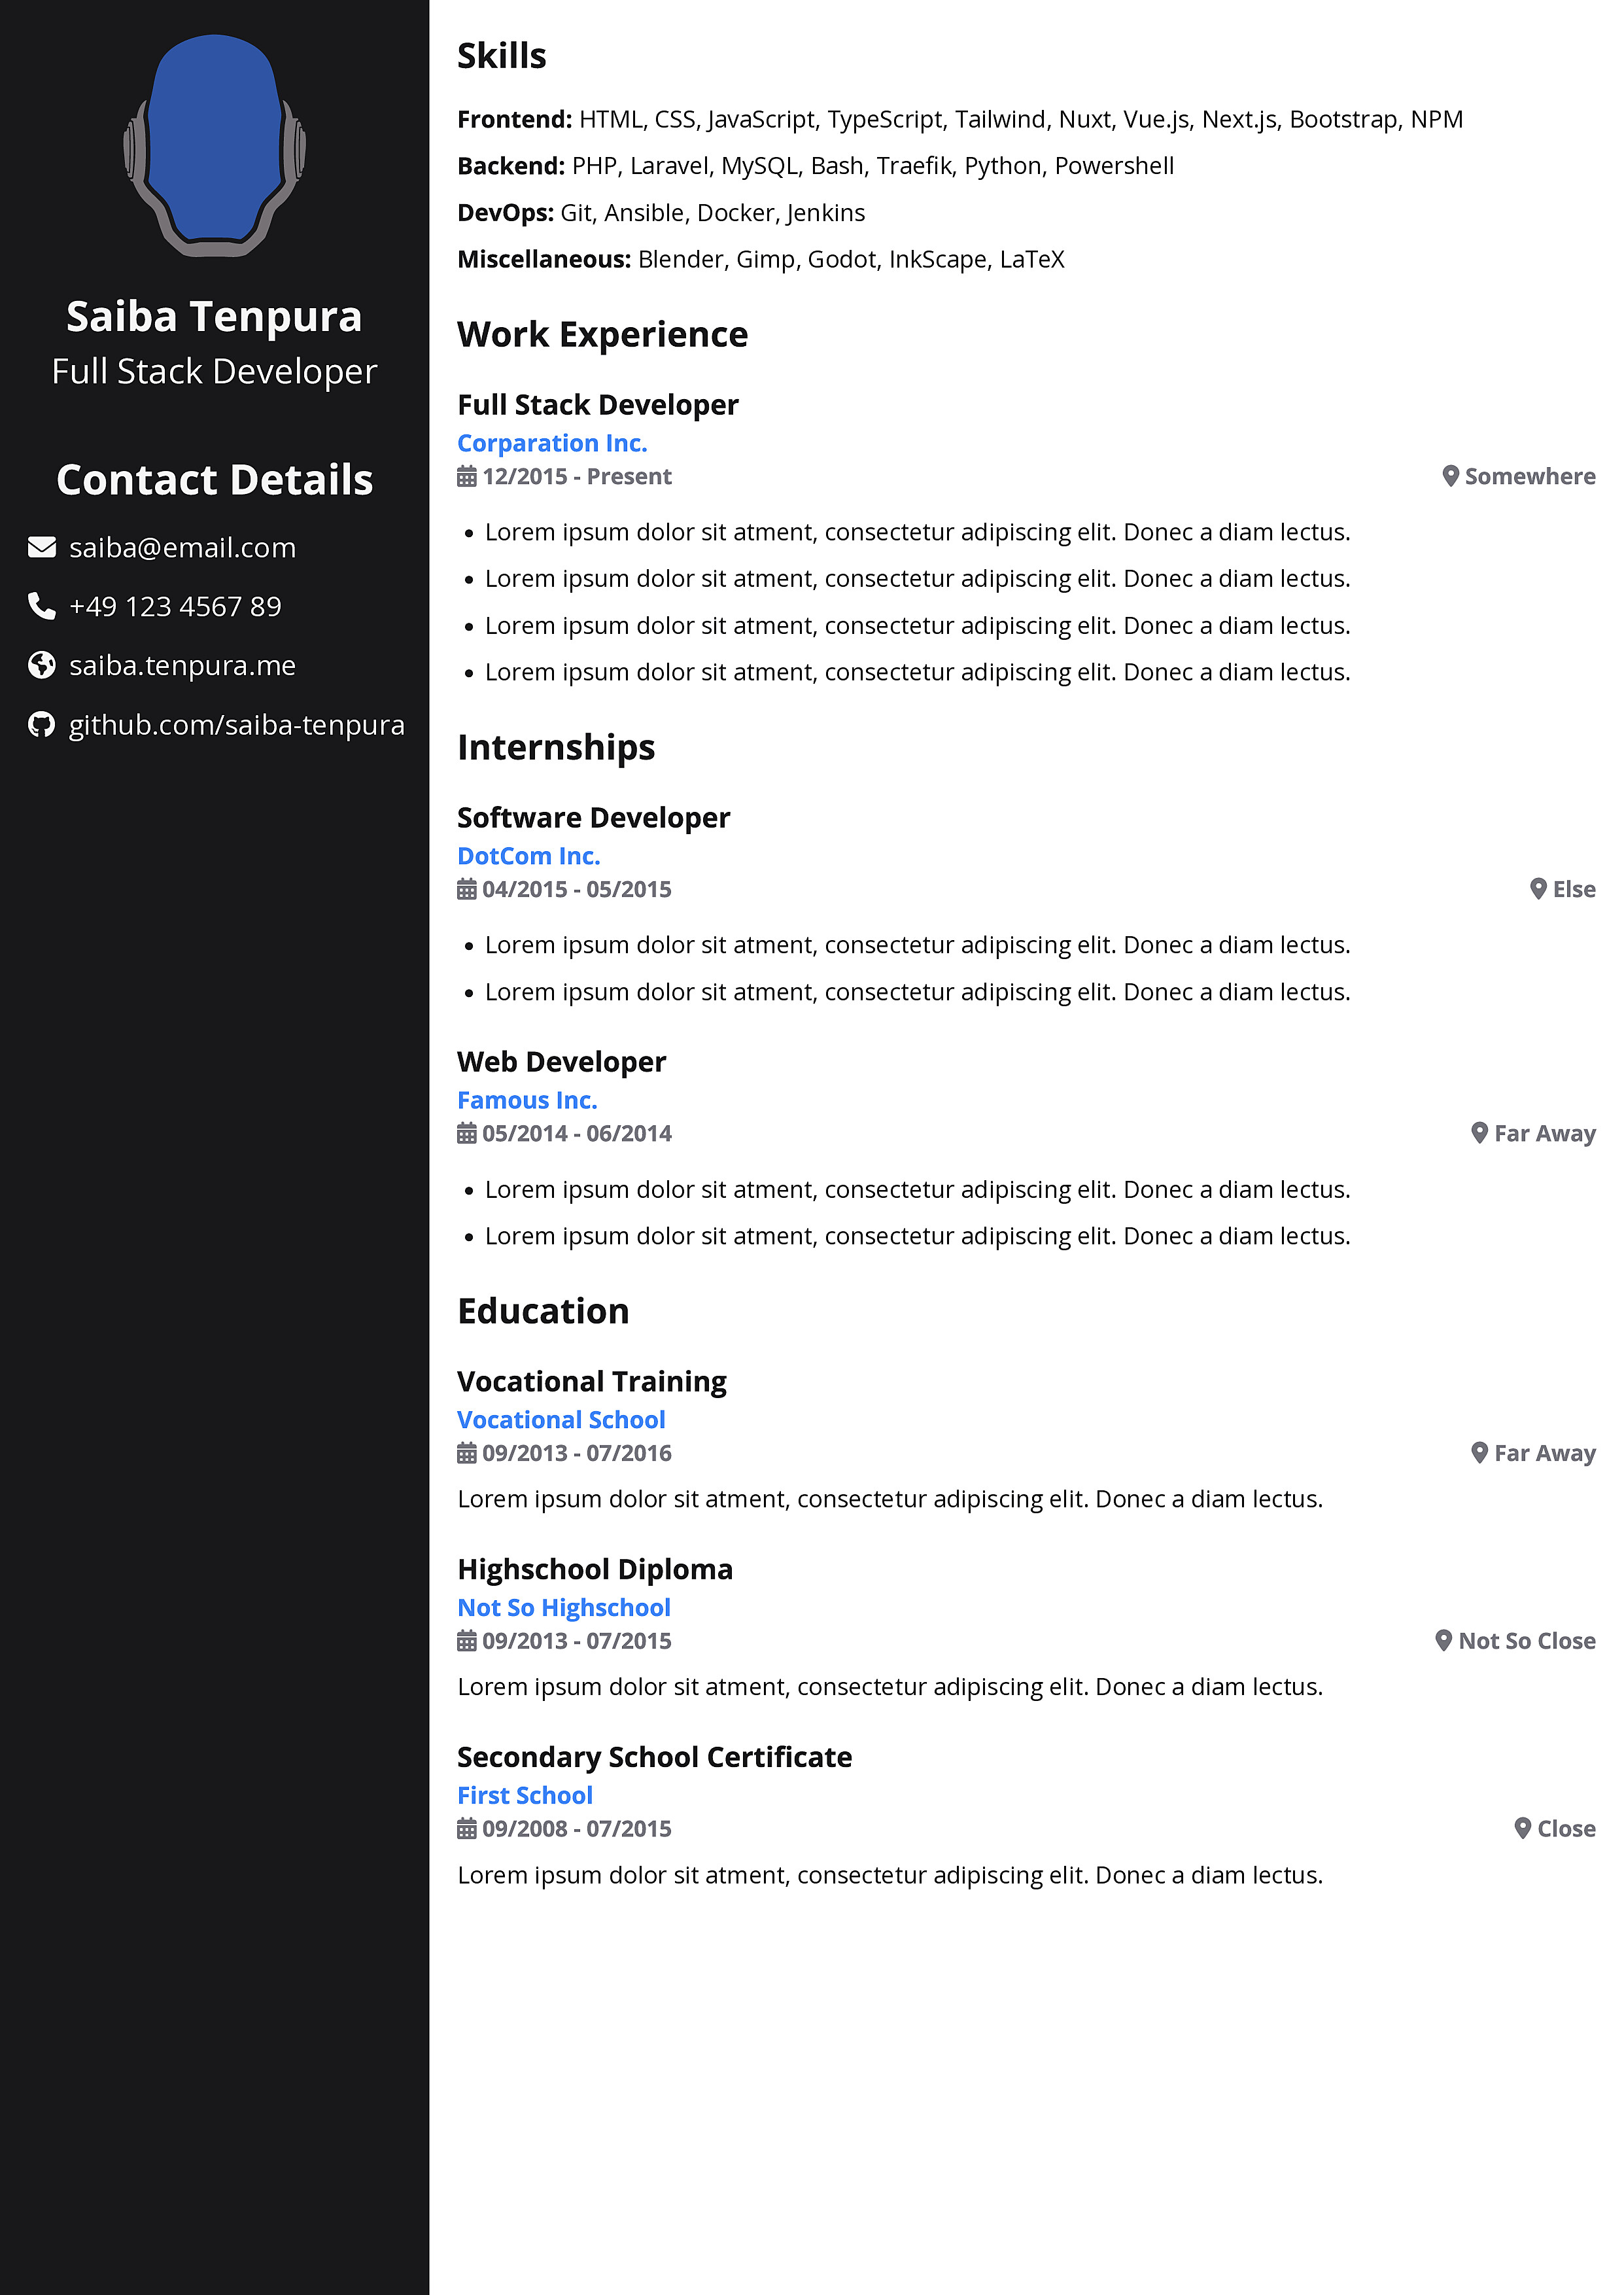 Saiba Tenpura
Full Stack Developer
Contact Details
saiba@email.com
+49 123 4567 89
saiba.tenpura.me
github.com/saiba-tenpura
Skills
Frontend: HTML, CSS, JavaScript, TypeScript, Tailwind, Nuxt, Vue.js, Next.js, Bootstrap, NPM
Backend: PHP, Laravel, MySQL, Bash, Traefik, Python, Powershell
DevOps: Git, Ansible, Docker, Jenkins
Miscellaneous: Blender, Gimp, Godot, InkScape, LaTeX
Work Experience
Full Stack Developer
Corparation Inc.
12/2015 - Present Somewhere
• Lorem ipsum dolor sit atment, consectetur adipiscing elit. Donec a diam lectus.
• Lorem ipsum dolor sit atment, consectetur adipiscing elit. Donec a diam lectus.
• Lorem ipsum dolor sit atment, consectetur adipiscing elit. Donec a diam lectus.
• Lorem ipsum dolor sit atment, consectetur adipiscing elit. Donec a diam lectus.
Internships
Software Developer
DotCom Inc.
04/2015 - 05/2015 Else
• Lorem ipsum dolor sit atment, consectetur adipiscing elit. Donec a diam lectus.
• Lorem ipsum dolor sit atment, consectetur adipiscing elit. Donec a diam lectus.
Web Developer
Famous Inc.
05/2014 - 06/2014 Far Away
• Lorem ipsum dolor sit atment, consectetur adipiscing elit. Donec a diam lectus.
• Lorem ipsum dolor sit atment, consectetur adipiscing elit. Donec a diam lectus.
Education
Vocational Training
Vocational School
09/2013 - 07/2016 Far Away
Lorem ipsum dolor sit atment, consectetur adipiscing elit. Donec a diam lectus.
Highschool Diploma
Not So Highschool
09/2013 - 07/2015 Not So Close
Lorem ipsum dolor sit atment, consectetur adipiscing elit. Donec a diam lectus.
Secondary School Certificate
First School
09/2008 - 07/2015 Close
Lorem ipsum dolor sit atment, consectetur adipiscing elit. Donec a diam lectus.